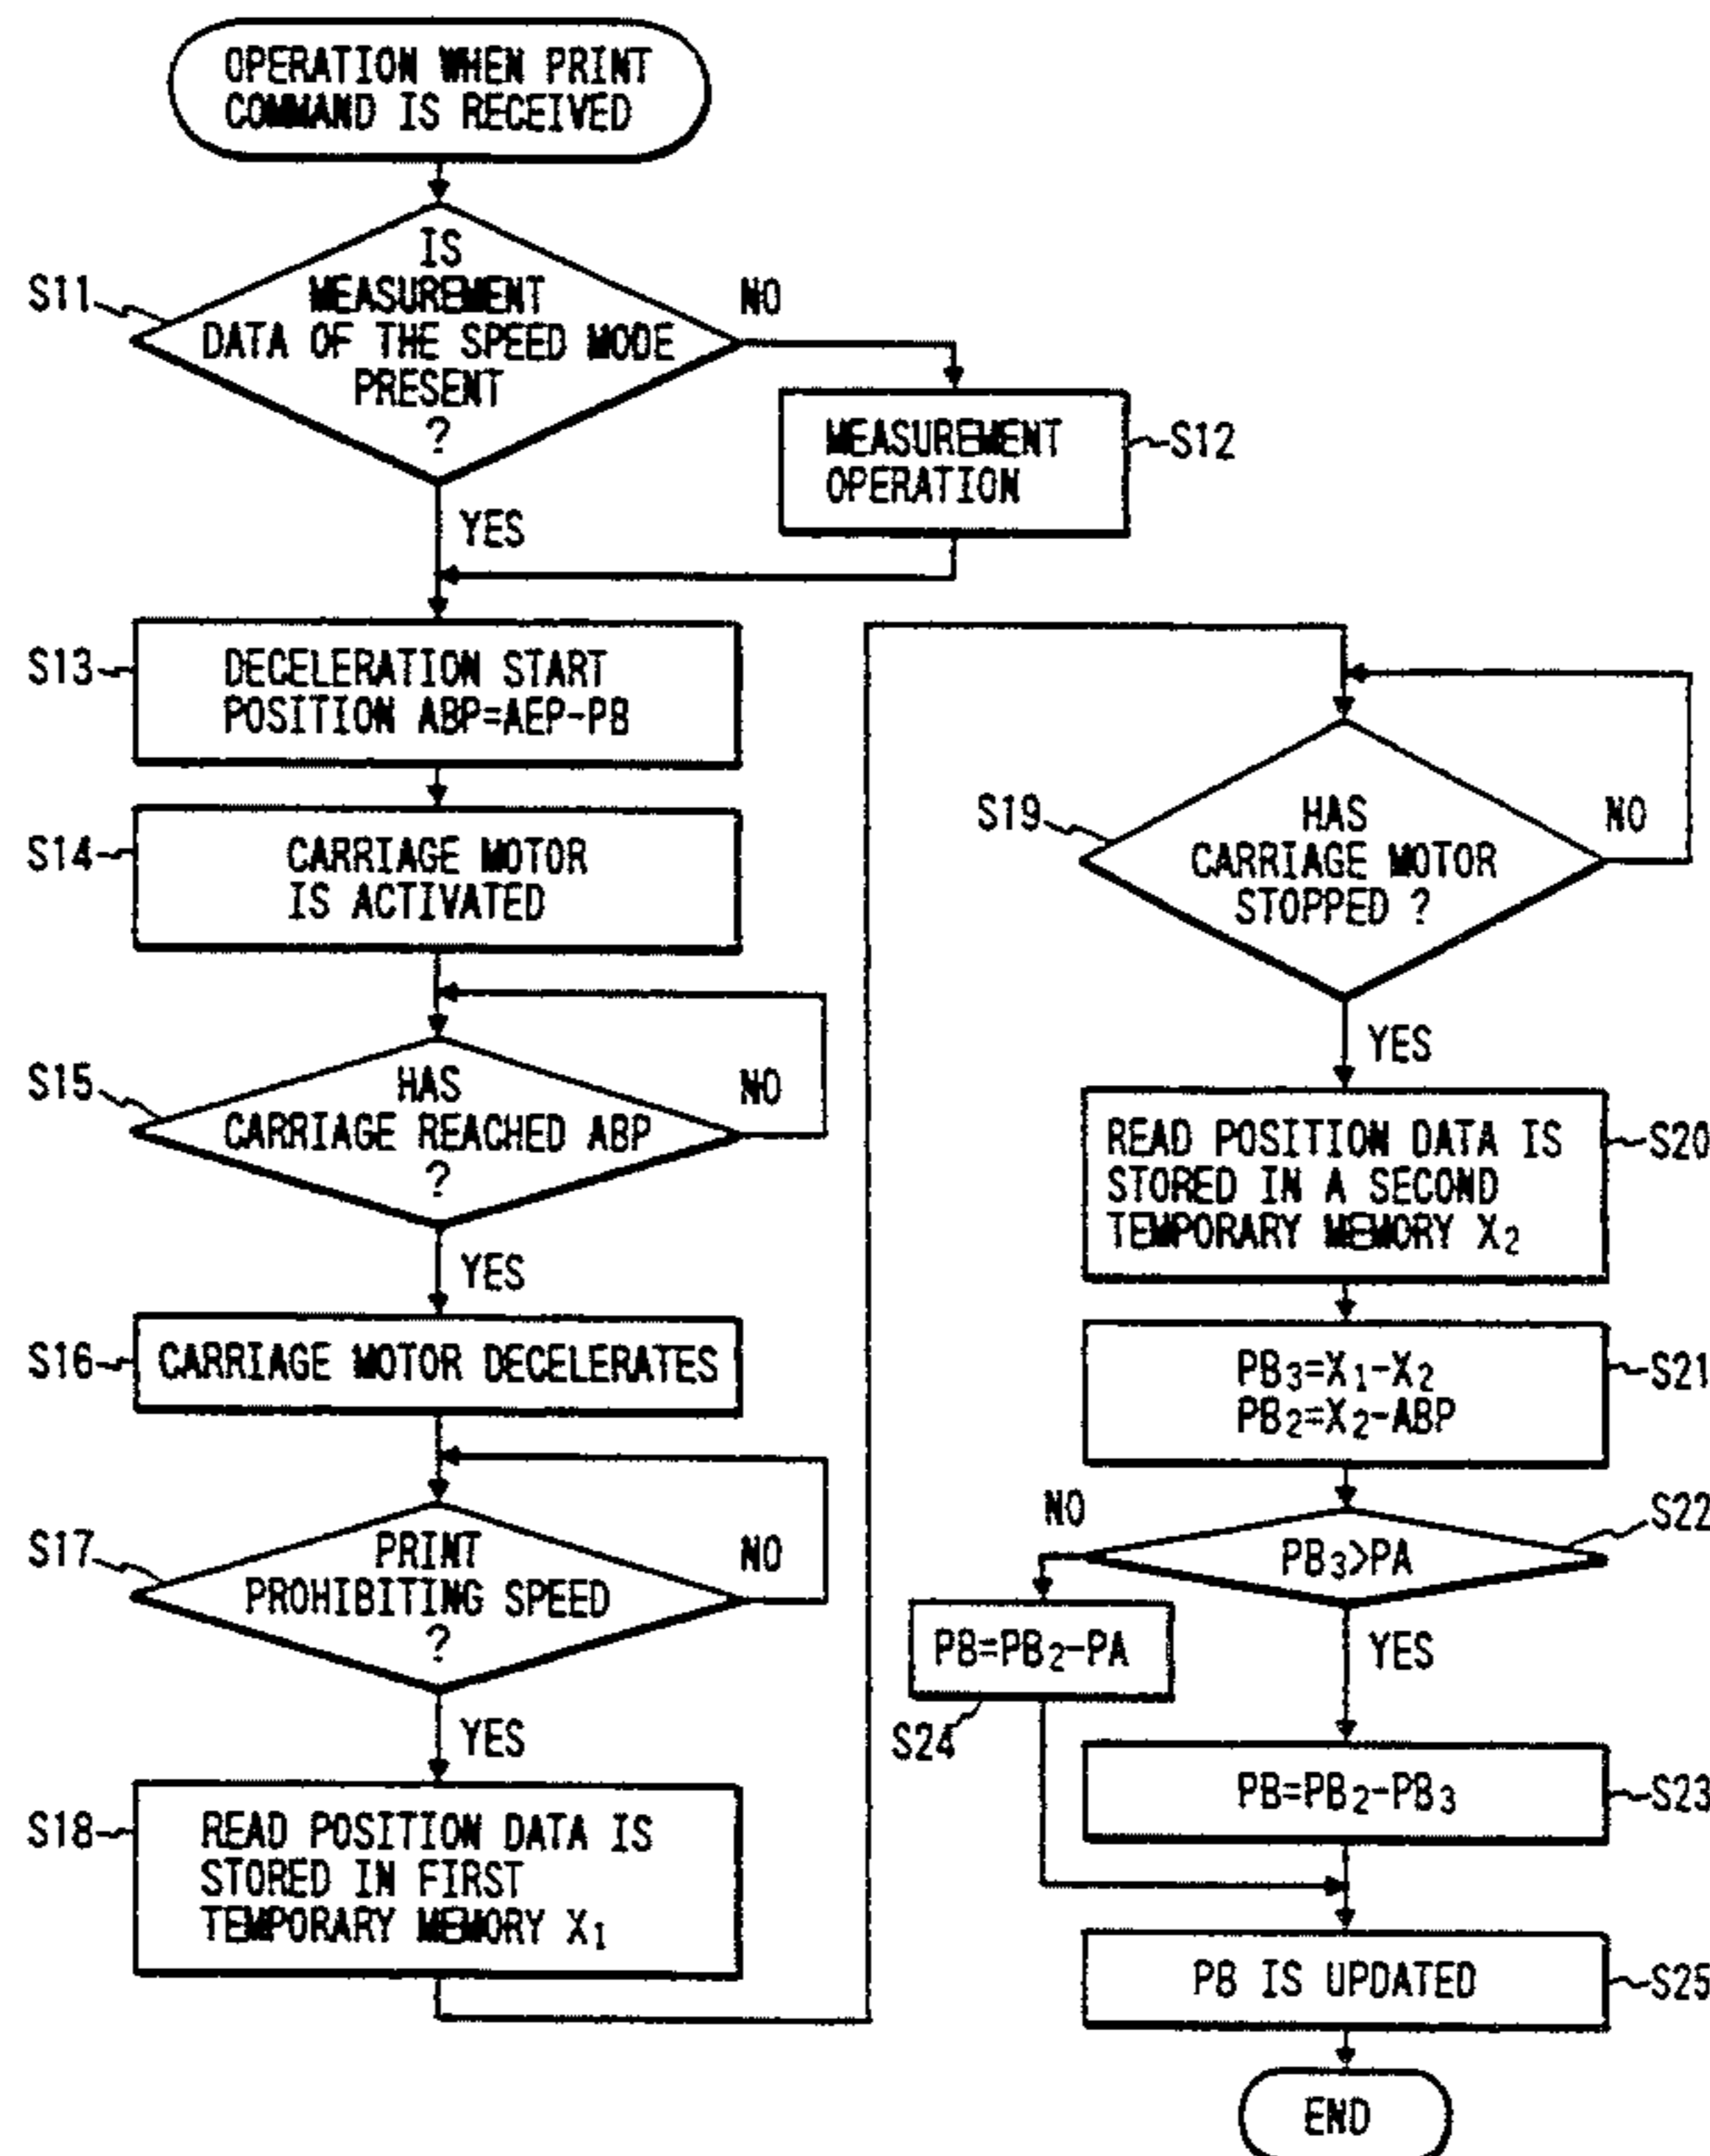 OPERATION WHEN PRINT
COMMAND IS RECEIVED
S11
IS
MEASUREMENT
DATA OF THE SPEED MODE
PRESENT
?
NO
YES
MEASUREMENT
OPERATION
S12
S13
DECELERATION START
POSITION ABP=AEP-PB
S14
CARRIAGE MOTOR
IS ACTIVATED
S15
HAS
CARRIAGE REACHED ABP
?
NO
YES
S16
CARRIAGE MOTOR DECELERATES
S17
PRINT
PROHIBITING SPEED
?
NO
YES
S18
READ POSITION DATA IS
STORED IN FIRST
TEMPORARY MEMORY X₁
S19
HAS
CARRIAGE MOTOR
STOPPED ?
NO
YES
READ POSITION DATA IS
STORED IN A SECOND
TEMPORARY MEMORY X₂
S20
PB₃=X₁-X₂
PB₂=X₂-ABP
S21
S22
PB₃>PA
NO
YES
PB=PB₂-PA
S24
PB=PB₂-PB₃
S23
PB IS UPDATED
S25
END